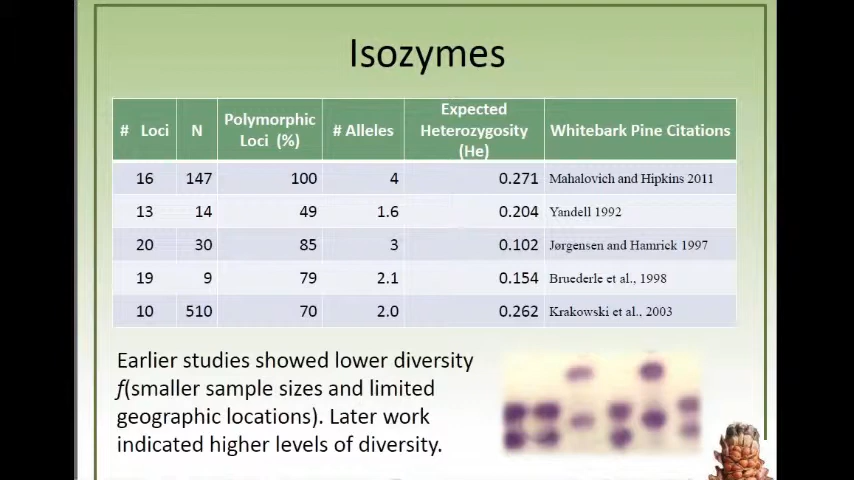 Isozymes
# Loci N Polymorphic Loci (%) # Alleles Expected Heterozygosity (He) Whitebark Pine Citations
16 147 100 4 0.271 Mahalovich and Hipkins 2011
13 14 49 1.6 0.204 Yandell 1992
20 30 85 3 0.102 Jørgensen and Hamrick 1997
19 9 79 2.1 0.154 Bruederle et al., 1998
10 510 70 2.0 0.262 Krakowski et al., 2003
Earlier studies showed lower diversity
f(smaller sample sizes and limited
geographic locations). Later work
indicated higher levels of diversity.